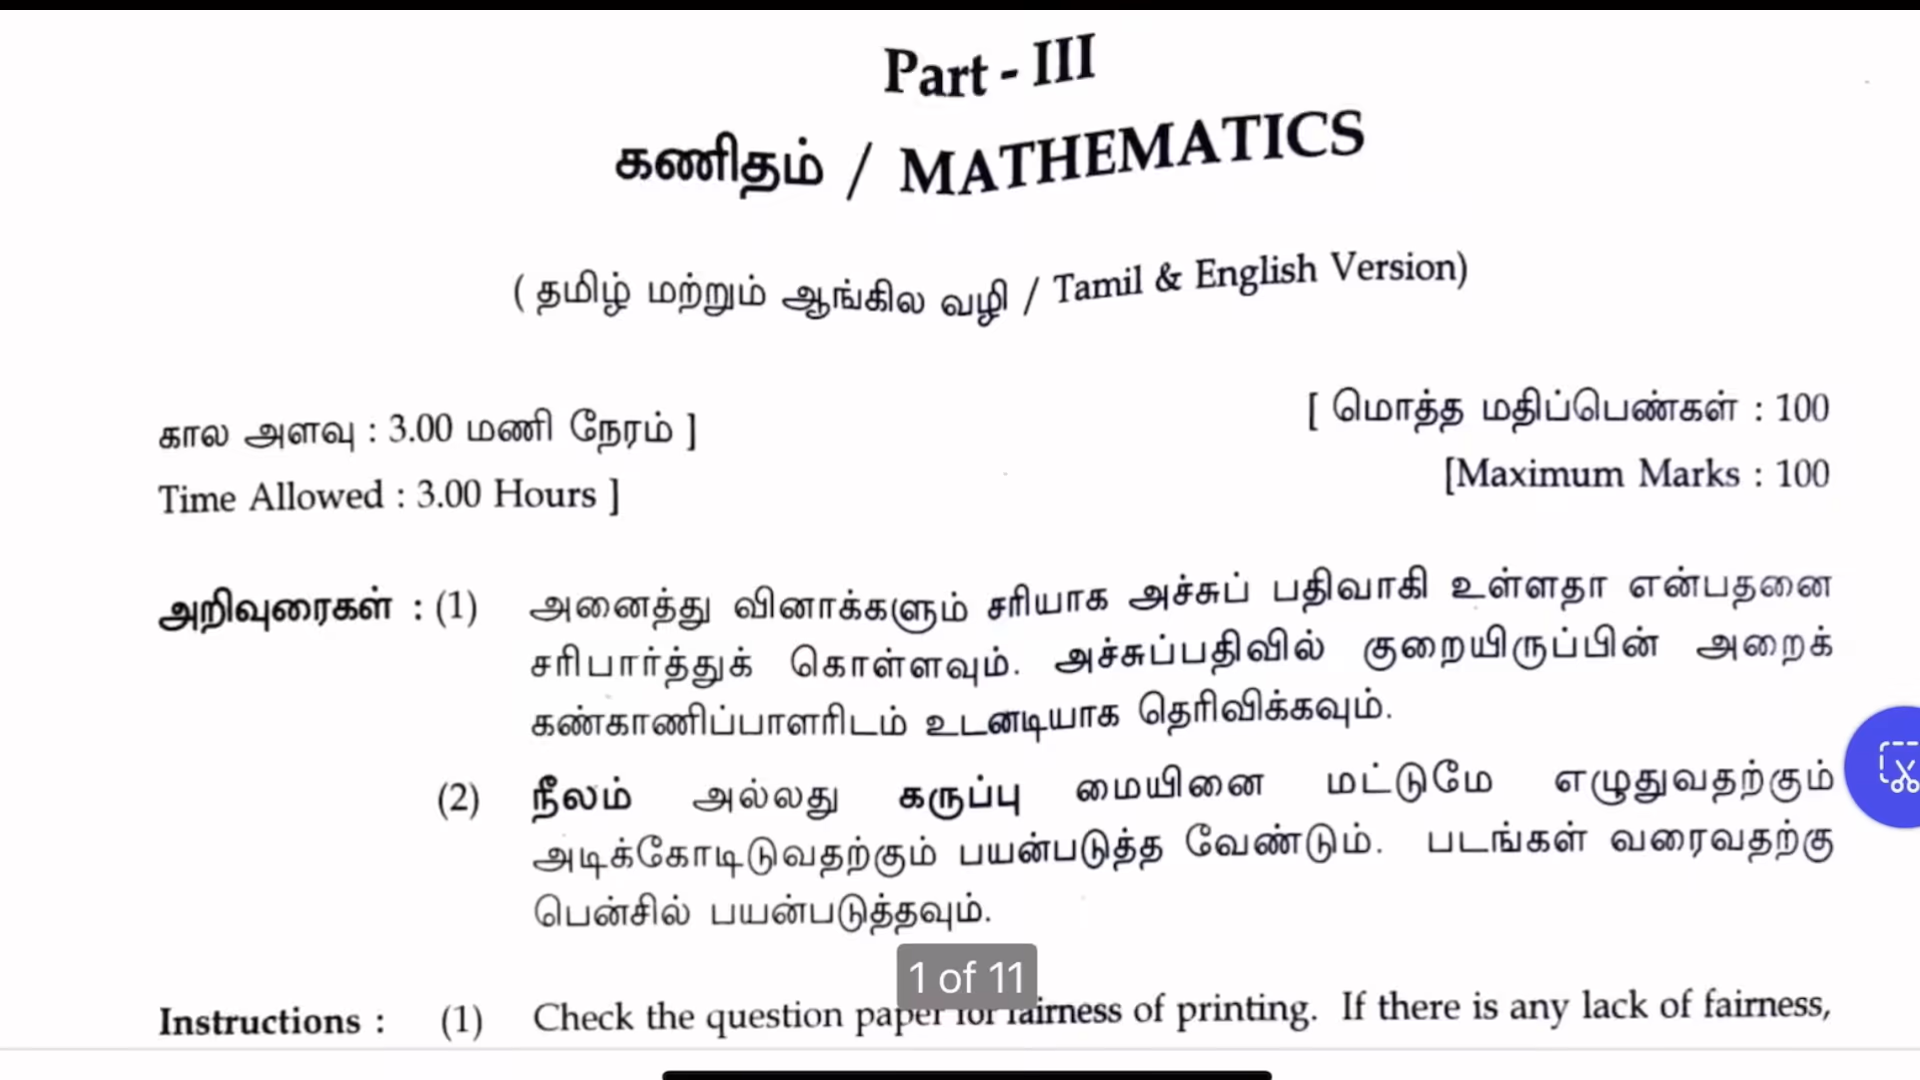 Part - III
கணிதம் / MATHEMATICS
( தமிழ் மற்றும் ஆங்கில வழி / Tamil & English Version)
கால அளவு : 3.00 மணி நேரம் ]
[ மொத்த மதிப்பெண்கள் : 100
Time Allowed : 3.00 Hours ]
[Maximum Marks : 100
அறிவுரைகள் : (1) அனைத்து வினாக்களும் சரியாக அச்சுப் பதிவாகி உள்ளதா என்பதனை
சரிபார்த்துக் கொள்ளவும். அச்சுப்பதிவில் குறையிருப்பின் அறைக்
கண்காணிப்பாளரிடம் உடனடியாக தெரிவிக்கவும்.
(2) நீலம் அல்லது கருப்பு மையினை மட்டுமே எழுதுவதற்கும்
அடிக்கோடிடுவதற்கும் பயன்படுத்த வேண்டும். படங்கள் வரைவதற்கு
பென்சில் பயன்படுத்தவும்.
1 of 11
Instructions : (1) Check the question paper for fairness of printing. If there is any lack of fairness,